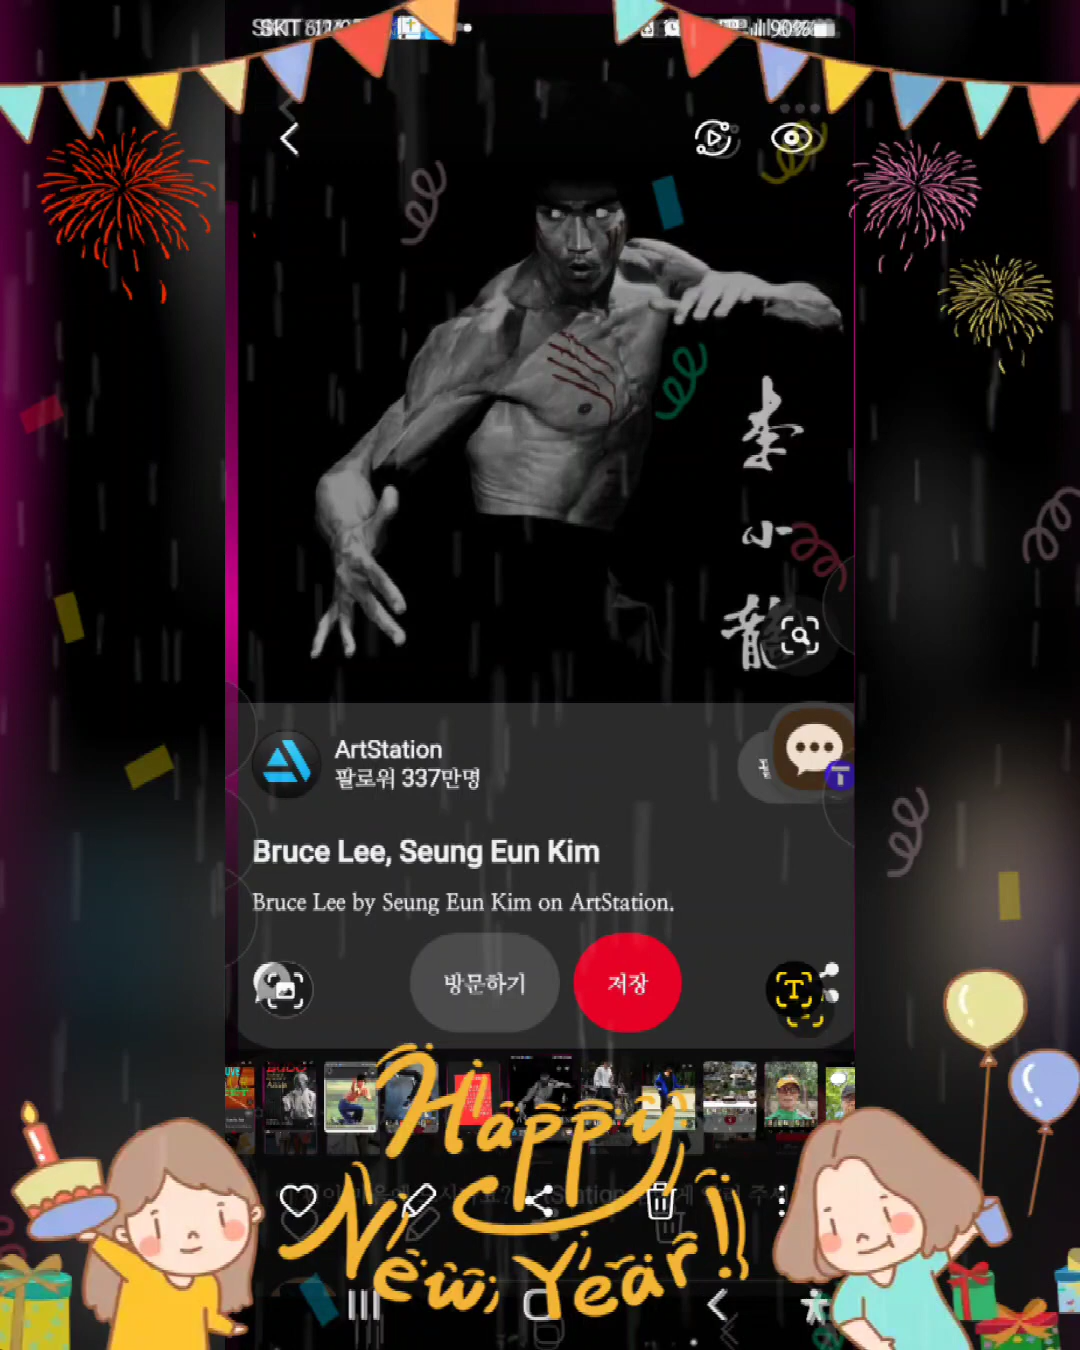 90%
李
小
龍
ArtStation
팔로워 337만명
Bruce Lee, Seung Eun Kim
Bruce Lee by Seung Eun Kim on ArtStation.
방문하기
저장
T
Happy
New Year!!